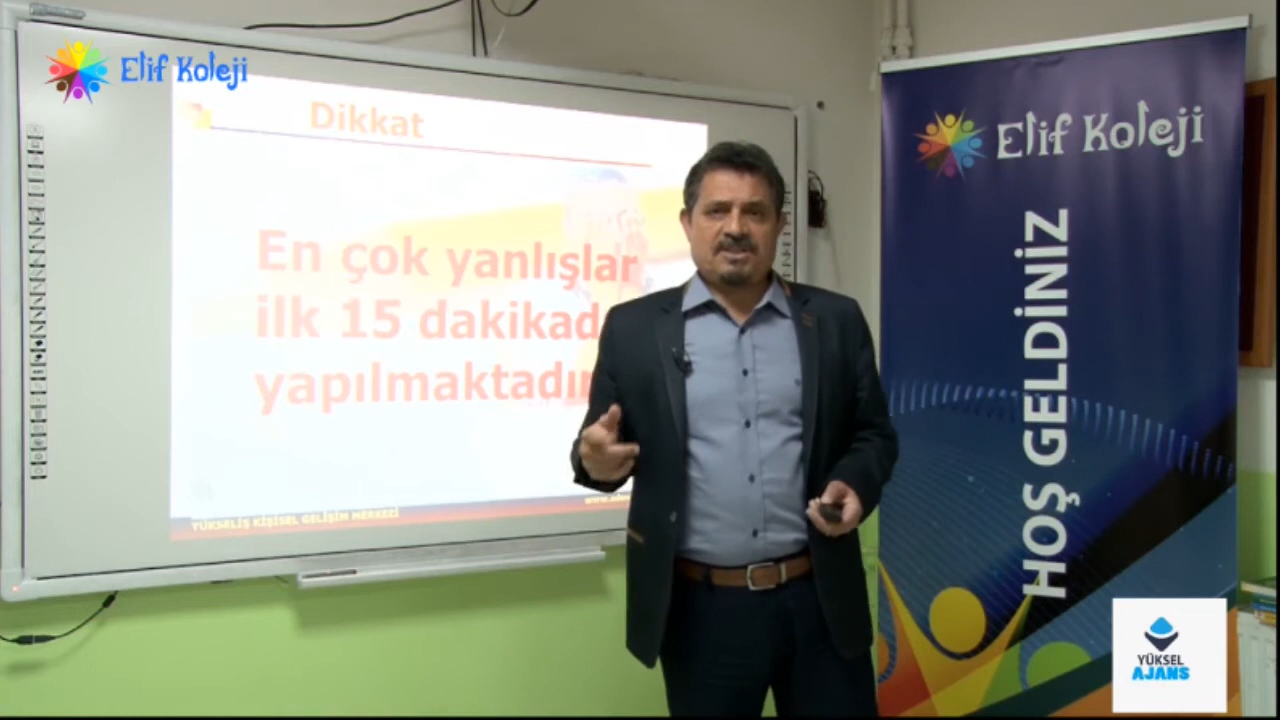 Elif Koleji
Dikkat
En çok yanlışlar
ilk 15 dakikad
yapılmaktadır
YÜKSELİŞ KİŞİSEL GELİŞİM MERKEZİ
Elif Koleji
HOŞ GELDİNİZ
YÜKSEL
AJANS